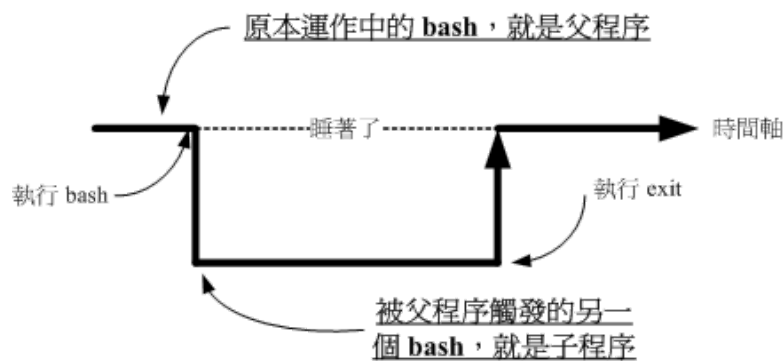 原本運作中的 bash，就是父程序
睡著了
時間軸
執行 bash
執行 exit
被父程序觸發的另一
個 bash，就是子程序